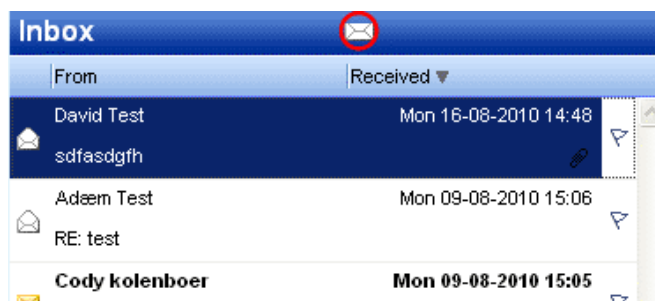 Inbox
From Received
David Test Mon 16-08-2010 14:48
sdfasdgfh
Adæm Test Mon 09-08-2010 15:06
RE: test
Cody kolenboer Mon 09-08-2010 15:05